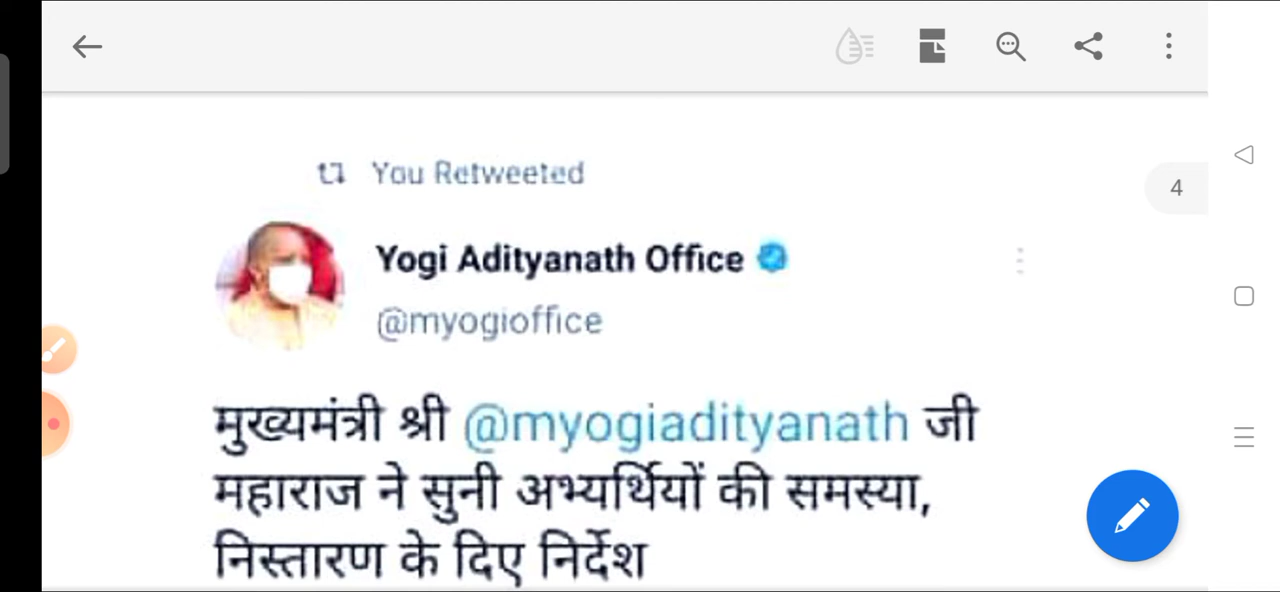 You Retweeted
4
Yogi Adityanath Office
@myogioffice
मुख्यमंत्री श्री @myogiadityanath जी
महाराज ने सुनी अभ्यर्थियों की समस्या,
निस्तारण के दिए निर्देश